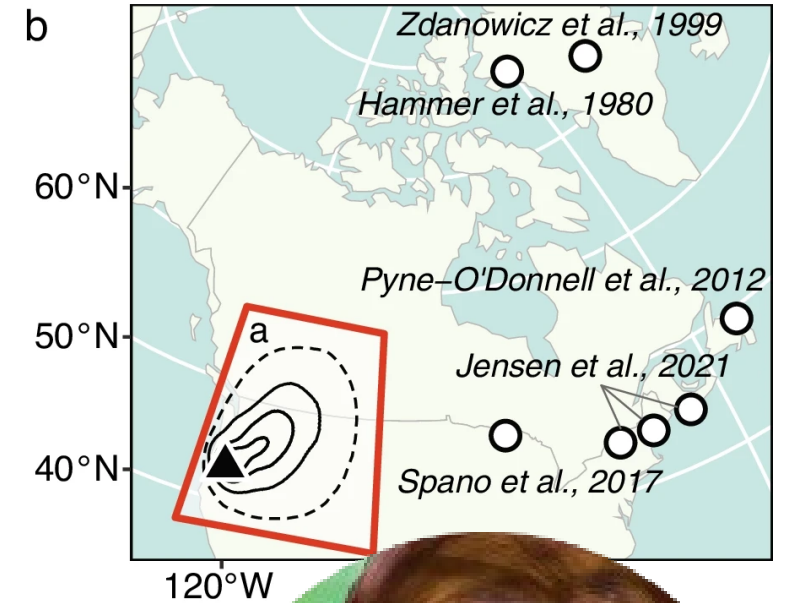 b
Zdanowicz et al., 1999
Hammer et al., 1980
60°N
Pyne–O'Donnell et al., 2012
50°N
a
Jensen et al., 2021
40°N
Spano et al., 2017
120°W